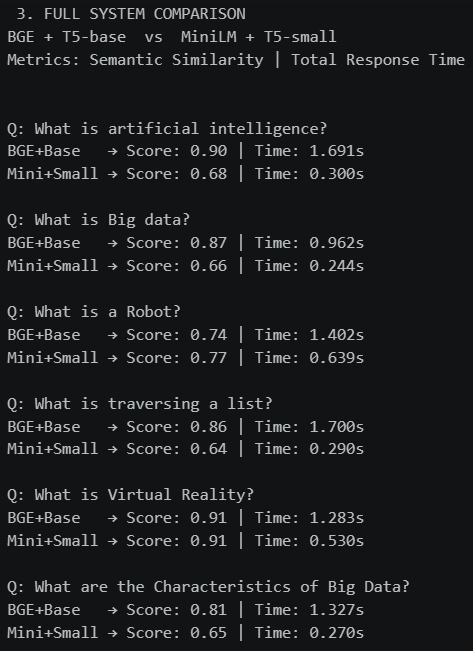 3. FULL SYSTEM COMPARISON
BGE + T5-base  vs  MiniLM + T5-small
Metrics: Semantic Similarity | Total Response Time
Q: What is artificial intelligence?
BGE+Base   → Score: 0.90 | Time: 1.691s
Mini+Small → Score: 0.68 | Time: 0.300s
Q: What is Big data?
BGE+Base   → Score: 0.87 | Time: 0.962s
Mini+Small → Score: 0.66 | Time: 0.244s
Q: What is a Robot?
BGE+Base   → Score: 0.74 | Time: 1.402s
Mini+Small → Score: 0.77 | Time: 0.639s
Q: What is traversing a list?
BGE+Base   → Score: 0.86 | Time: 1.700s
Mini+Small → Score: 0.64 | Time: 0.290s
Q: What is Virtual Reality?
BGE+Base   → Score: 0.91 | Time: 1.283s
Mini+Small → Score: 0.91 | Time: 0.530s
Q: What are the Characteristics of Big Data?
BGE+Base   → Score: 0.81 | Time: 1.327s
Mini+Small → Score: 0.65 | Time: 0.270s